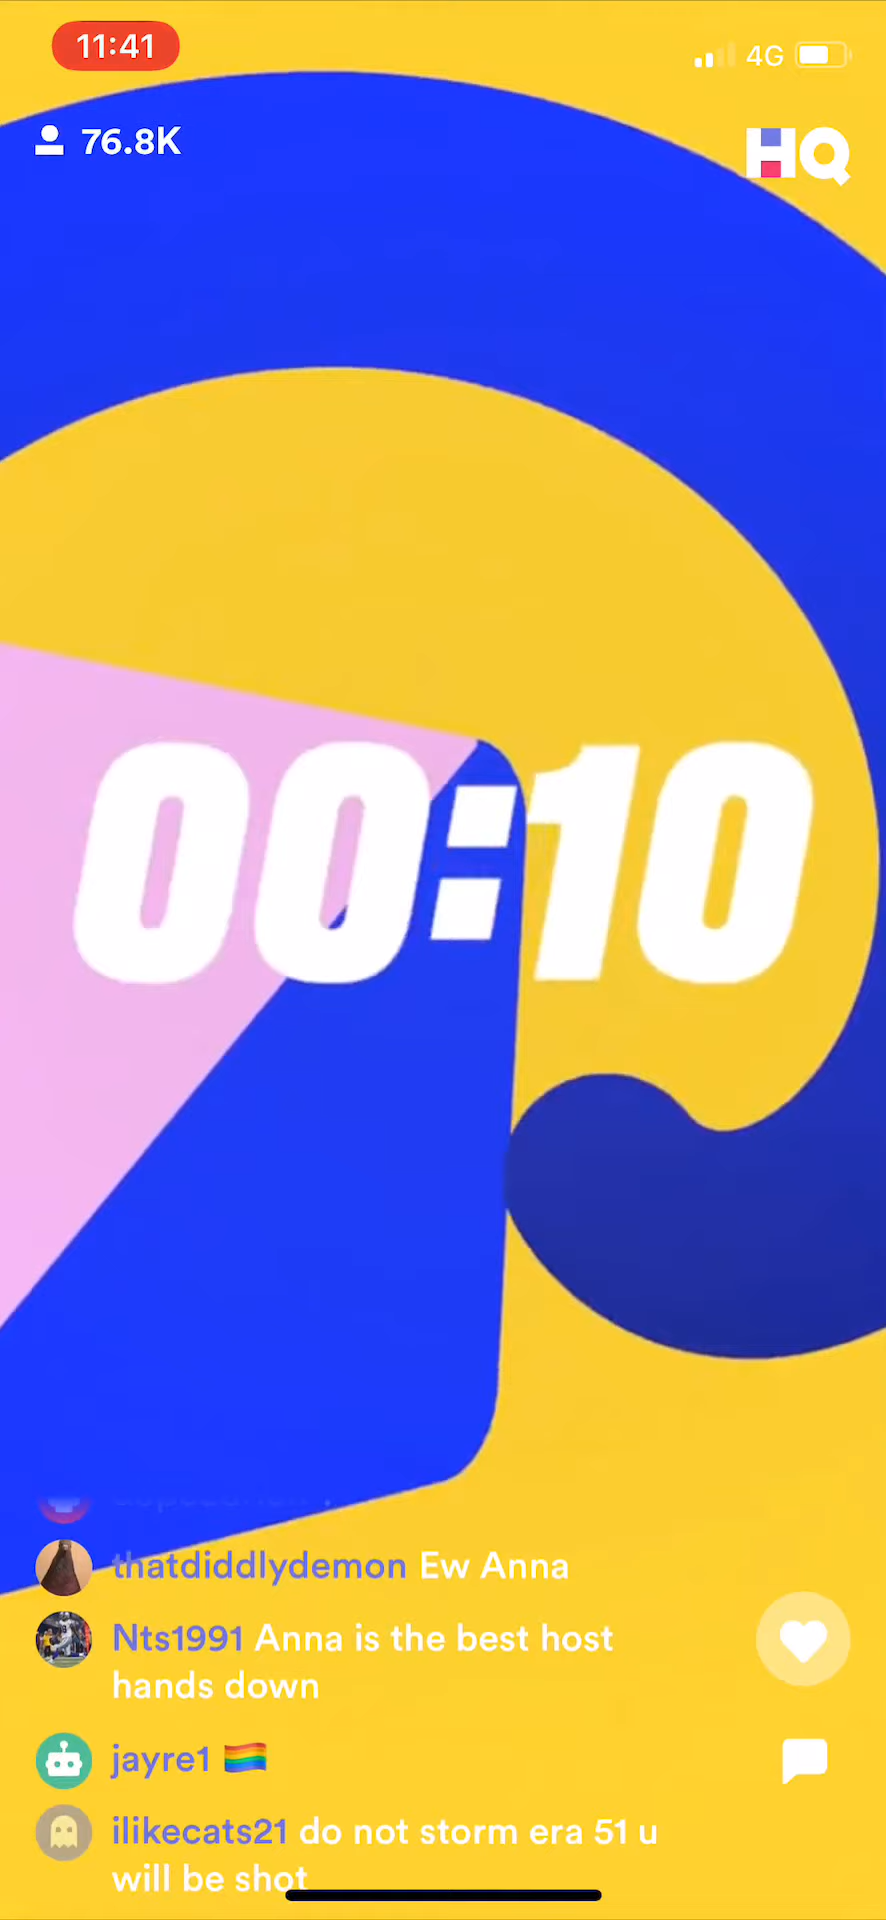 11:41
4G
76.8K
HQ
00:10
thatdiddlydemon Ew Anna
Nts1991 Anna is the best host
hands down
jayre1 🏳️‍🌈
ilikecats21 do not storm era 51 u
will be shot